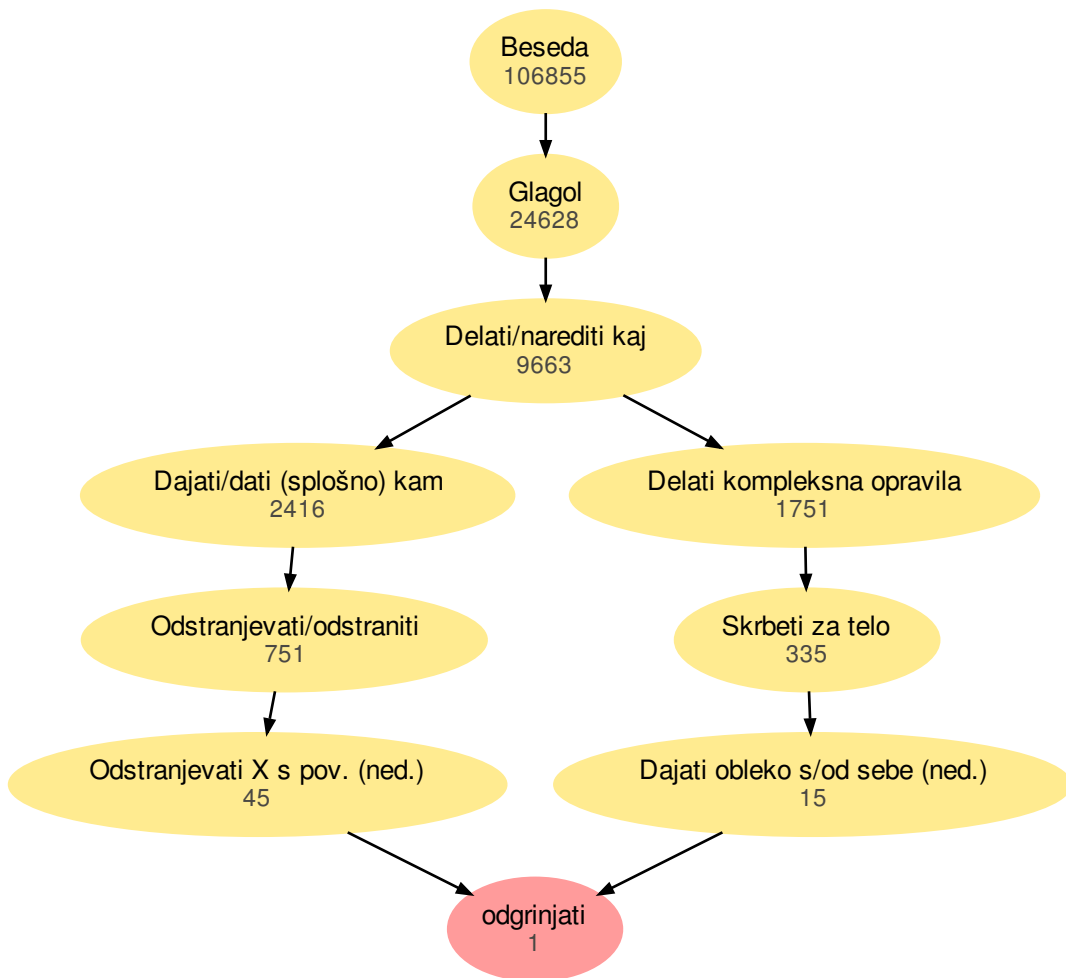 Beseda
106855
Glagol
24628
Delati/narediti kaj
9663
Dajati/dati (splošno) kam
2416
Delati kompleksna opravila
1751
Odstranjevati/odstraniti
751
Skrbeti za telo
335
Odstranjevati X s pov. (ned.)
45
Dajati obleko s/od sebe (ned.)
15
odgrinjati
1